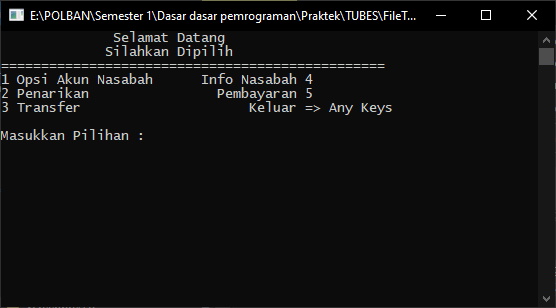 E:\POLBAN\Semester 1\Dasar dasar pemrograman\Praktek\TUBES\FileT...
Selamat Datang
Silahkan Dipilih
================================================
1 Opsi Akun Nasabah      Info Nasabah 4
2 Penarikan                Pembayaran 5
3 Transfer                     Keluar => Any Keys
Masukkan Pilihan :